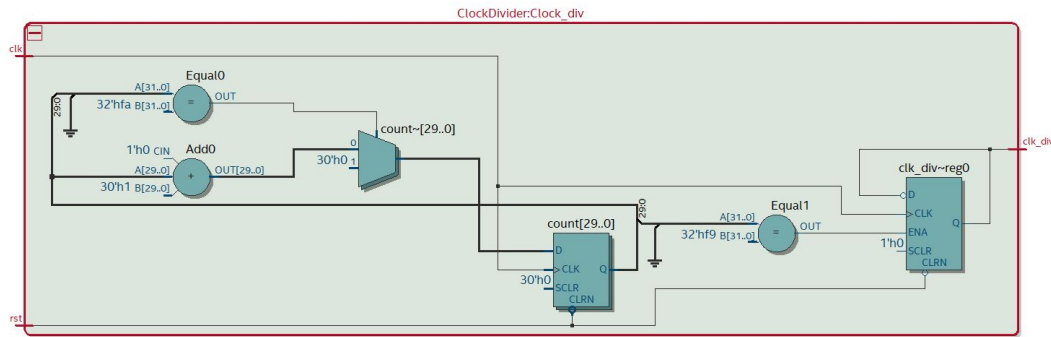 ClockDivider:Clock_div
clk
Equal0
A[31..0]
32'hfa B[31..0]
=
OUT
29:0
1'h0 CIN
Add0
A[29..0]
30'h1 B[29..0]
+
OUT[29..0]
count~[29..0]
0
30'h0 1
count[29..0]
D
CLK
30'h0
SCLR
CLRN
Q
29:0
Equal1
A[31..0]
32'hf9 B[31..0]
=
OUT
clk_div~reg0
D
CLK
ENA
1'h0
SCLR
CLRN
Q
clk_div
rst